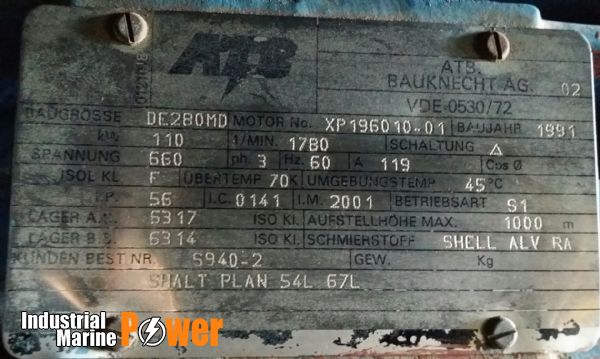 ATB
ATB. BAUKNECHT AG. 02
VDE-0530/72
BAUGRÖSSE DE280MD MOTOR No. XP196010-01 BAUJAHR 1991
kW. 110 1/MIN. 1780 SCHALTUNG △
SPANNUNG 660 ph. 3 Hz. 60 A 119 Cos Ø
ISOL KL F ÜBERTEMP 70K UMGEBUNGSTEMP 45°C
I.P. 56 I.C. 0141 I.M. 2001 BETRIEBSART S1
LAGER A.S. 6317 ISO Kl. AUFSTELLHÖHE MAX. 1000 m
LAGER B.S. 6314 ISO Kl. SCHMIERSTOFF SHELL ALV RA
KUNDEN BEST NR. 5940-2 GEW. Kg
SHALT PLAN 54L 67L
Industrial Marine Power